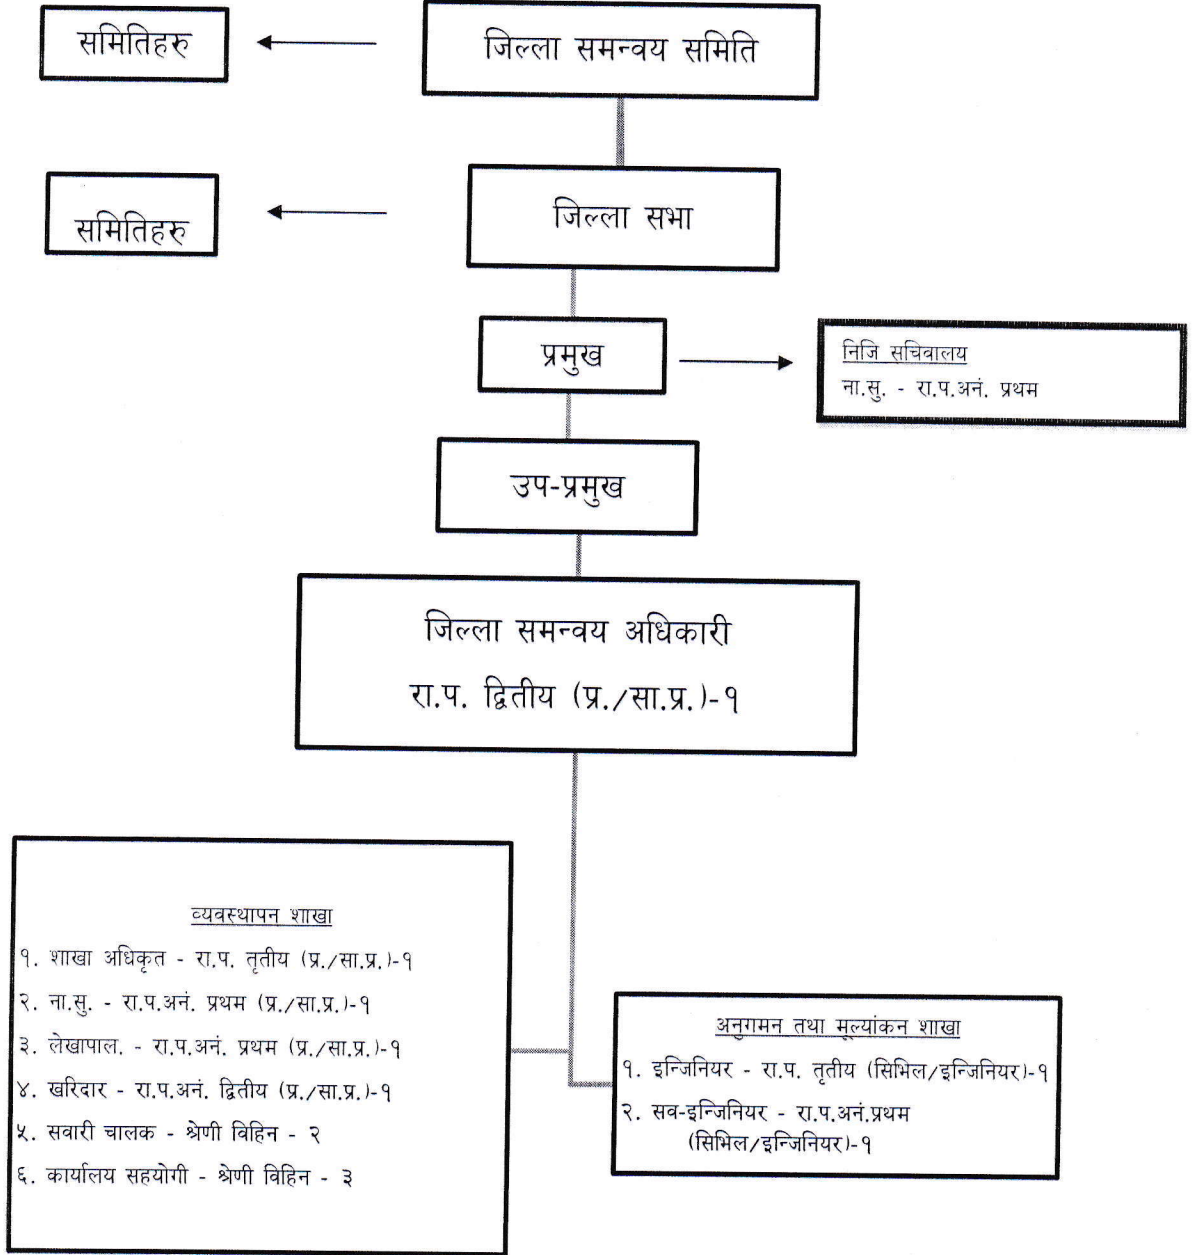 समितिहरु
जिल्ला समन्वय समिति
समितिहरु
जिल्ला सभा
प्रमुख
निजि सचिवालय
ना.सु. - रा.प.अनं. प्रथम
उप-प्रमुख
जिल्ला समन्वय अधिकारी
रा.प. द्वितीय (प्र./सा.प्र.)-१
व्यवस्थापन शाखा
१. शाखा अधिकृत - रा.प. तृतीय (प्र./सा.प्र.)-१
२. ना.सु. - रा.प.अनं. प्रथम (प्र./सा.प्र.)-१
३. लेखापाल. - रा.प.अनं. प्रथम (प्र./सा.प्र.)-१
४. खरिदार - रा.प.अनं. द्वितीय (प्र./सा.प्र.)-१
५. सवारी चालक - श्रेणी विहिन - २
६. कार्यालय सहयोगी - श्रेणी विहिन - ३
अनुगमन तथा मूल्यांकन शाखा
१. इन्जिनियर - रा.प. तृतीय (सिभिल/इन्जिनियर)-१
२. सव-इन्जिनियर - रा.प.अनं.प्रथम
(सिभिल/इन्जिनियर)-१